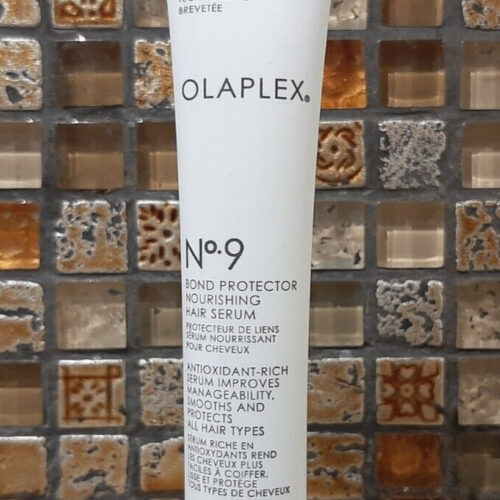 BREVETÉE
OLAPLEX®
Nº.9
BOND PROTECTOR
NOURISHING
HAIR SERUM
PROTECTEUR DE LIENS
SÉRUM NOURRISSANT
POUR CHEVEUX
ANTIOXIDANT-RICH
SERUM IMPROVES
MANAGEABILITY,
SMOOTHS AND
PROTECTS
ALL HAIR TYPES
SÉRUM RICHE EN
ANTIOXYDANTS REND
LES CHEVEUX PLUS
FACILES À COIFFER,
LISSE ET PROTÈGE
TOUS TYPES DE CHEVEUX